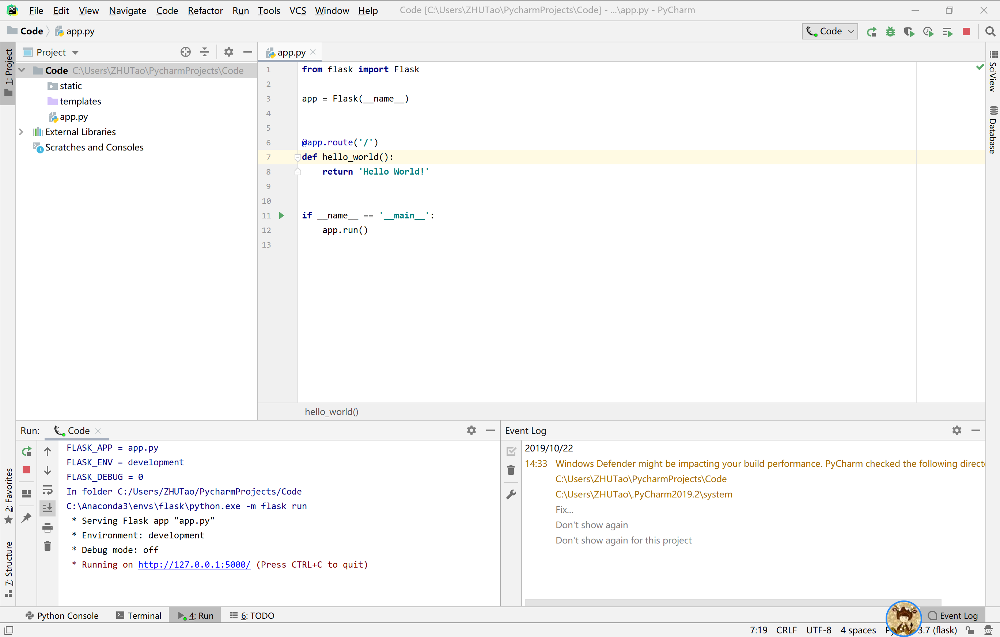 File Edit View Navigate Code Refactor Run Tools VCS Window Help Code [C:\Users\ZHUTao\PycharmProjects\Code] - ...\app.py - PyCharm
Code app.py
Code
1: Project
Project
app.py
Code C:\Users\ZHUTao\PycharmProjects\Code
static
templates
app.py
External Libraries
Scratches and Consoles
1 from flask import Flask
2
3 app = Flask(__name__)
4
5
6 @app.route('/')
7 def hello_world():
8     return 'Hello World!'
9
10
11 if __name__ == '__main__':
12     app.run()
13
hello_world()
SciView
Database
Run: Code
FLASK_APP = app.py
FLASK_ENV = development
FLASK_DEBUG = 0
In folder C:/Users/ZHUTao/PycharmProjects/Code
C:\Anaconda3\envs\flask\python.exe -m flask run
* Serving Flask app "app.py"
* Environment: development
* Debug mode: off
* Running on http://127.0.0.1:5000/ (Press CTRL+C to quit)
Event Log
2019/10/22
14:33 Windows Defender might be impacting your build performance. PyCharm checked the following
C:\Users\ZHUTao\PycharmProjects\Code
C:\Users\ZHUTao\.PyCharm2019.2\system
Fix...
Don't show again
Don't show again for this project
2: Favorites
7: Structure
Python Console Terminal 4: Run 6: TODO Event Log
7:19 CRLF UTF-8 4 spaces 3.7 (flask)